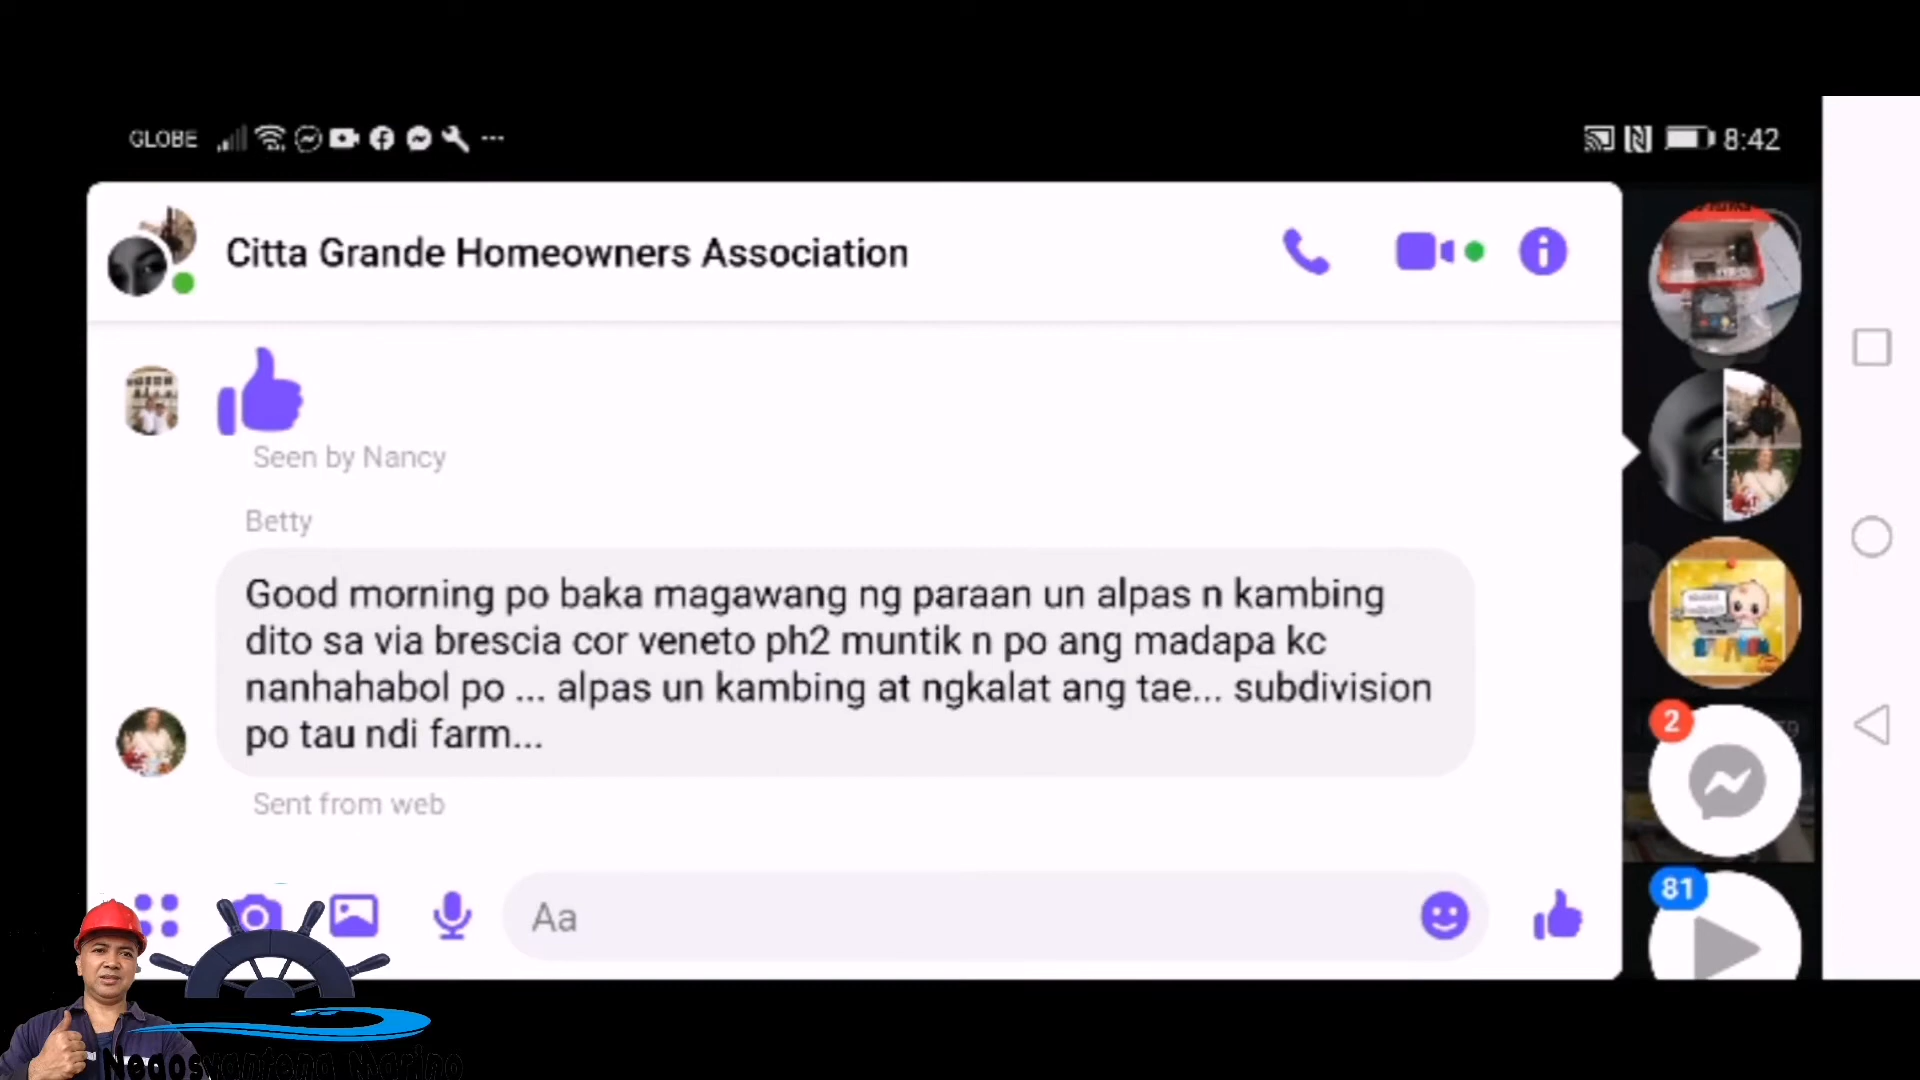 GLOBE
8:42
Citta Grande Homeowners Association
Seen by Nancy
Betty
Good morning po baka magawang ng paraan un alpas n kambing
dito sa via brescia cor veneto ph2 muntik n po ang madapa kc
nanhahabol po ... alpas un kambing at ngkalat ang tae... subdivision
po tau ndi farm...
Sent from web
2
Aa
81
Negosyanteng Marino